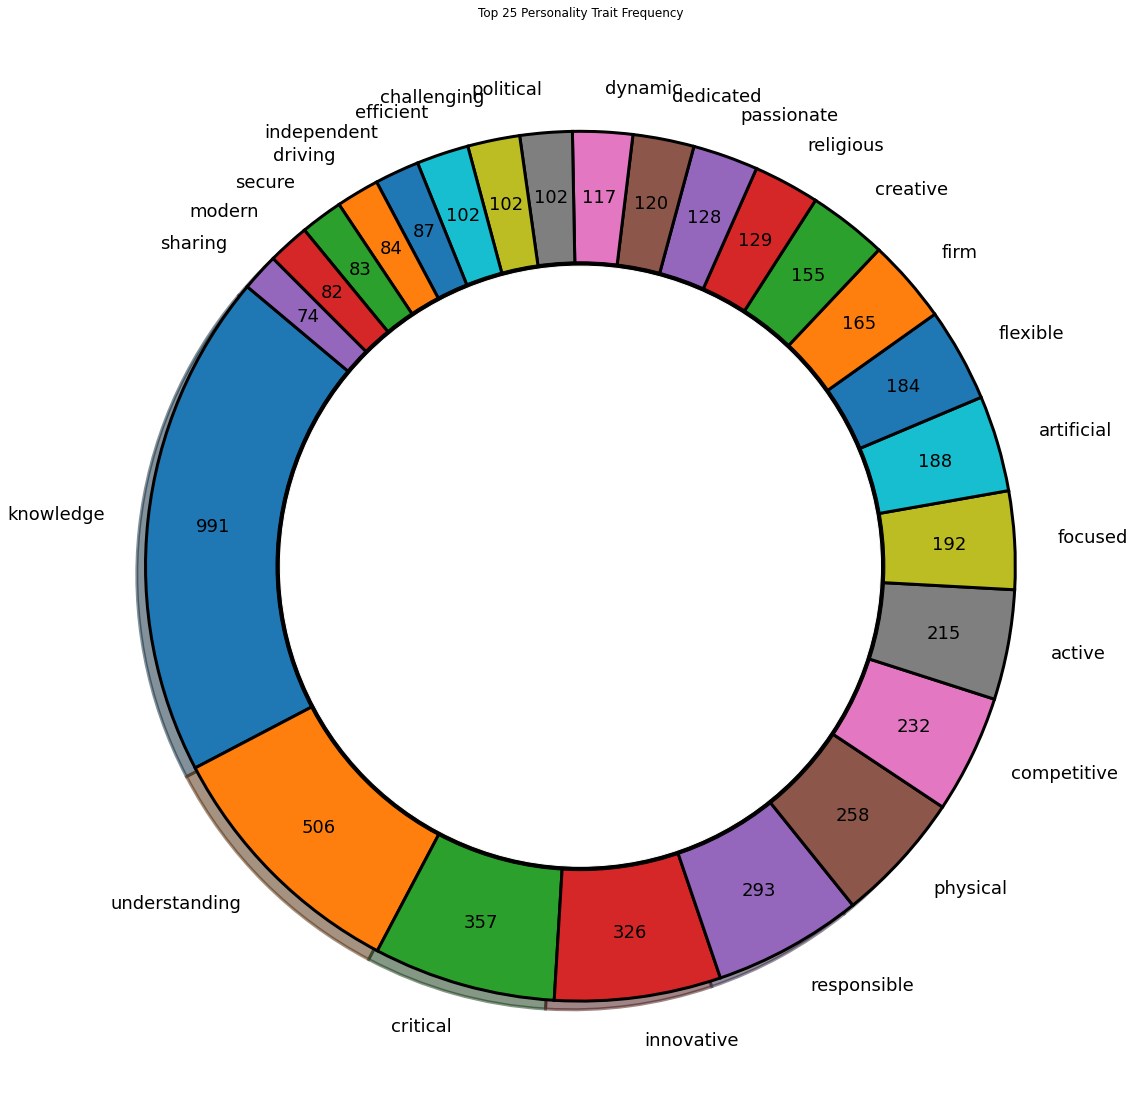 Top 25 Personality Trait Frequency
knowledge
991
understanding
506
critical
357
innovative
326
responsible
293
physical
258
competitive
232
active
215
focused
192
artificial
188
flexible
184
firm
165
creative
155
religious
129
passionate
128
dedicated
120
dynamic
117
political
102
challenging
102
efficient
102
independent
87
driving
84
secure
83
modern
82
sharing
74